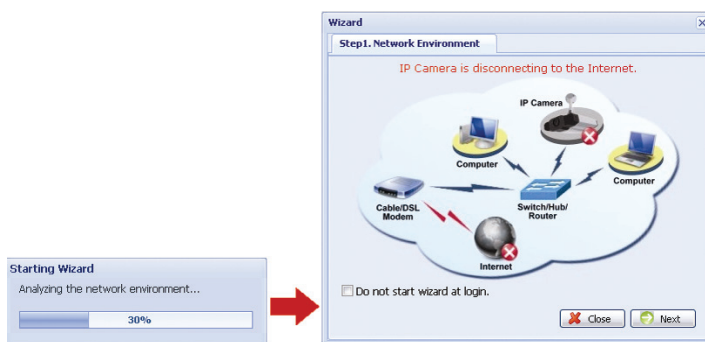 Starting Wizard
Analyzing the network environment...
30%
Wizard
Step1. Network Environment
IP Camera is disconnecting to the Internet.
IP Camera
Computer
Computer
Cable/DSL
Modem
Switch/Hub/
Router
Internet
Do not start wizard at login.
Close
Next